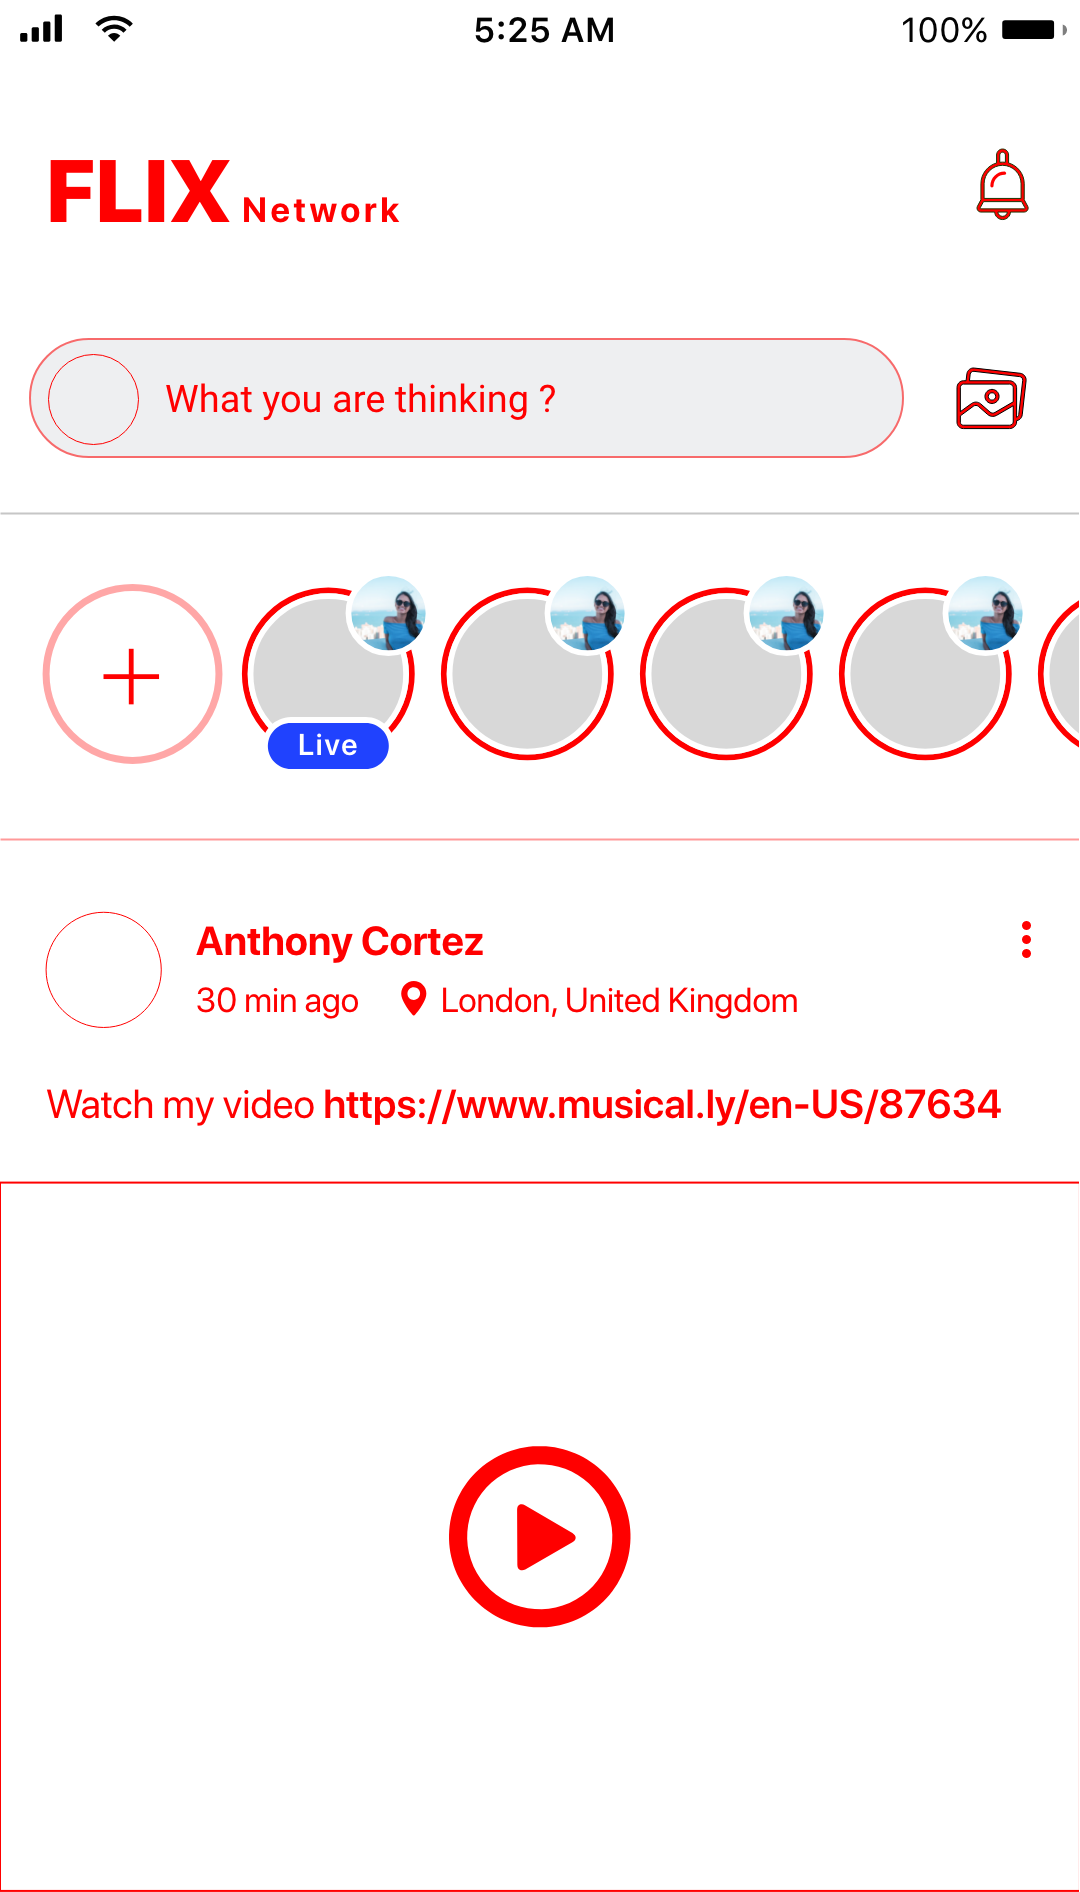 5:25 AM 100%
FLIX Network
What you are thinking ?
Live
Anthony Cortez
30 min ago London, United Kingdom
Watch my video https://www.musical.ly/en-US/87634